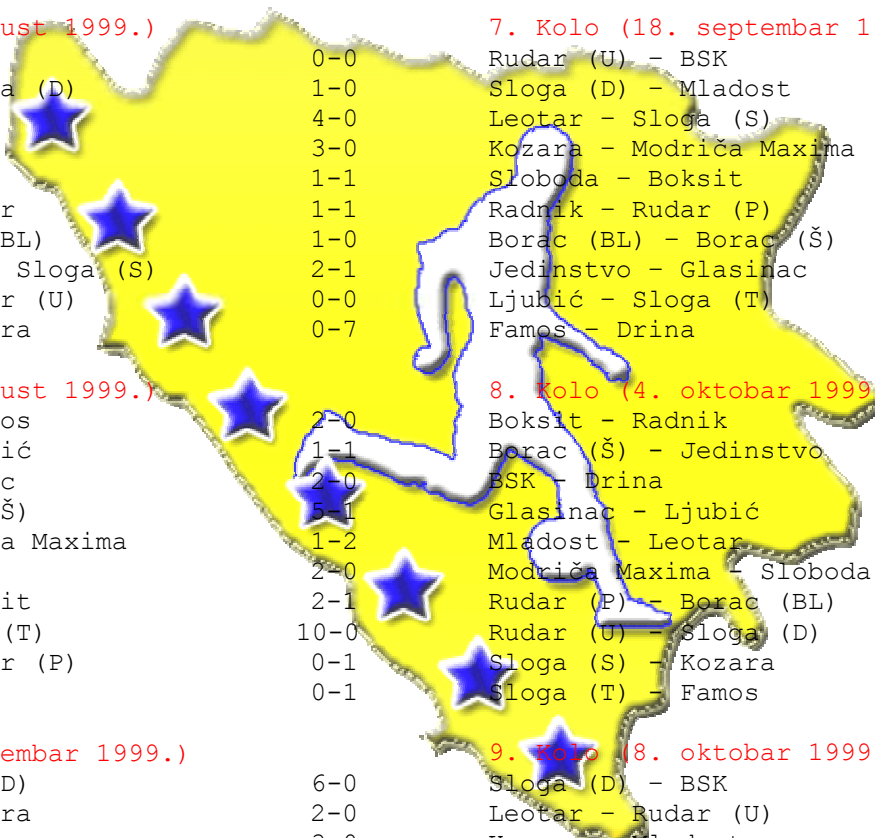 ust 1999.)
0-0
a (D) 1-0
4-0
3-0
1-1
r 1-1
BL) 1-0
Sloga (S) 2-1
r (U) 0-0
ra 0-7
ust 1999.)
os 2-0
ić 1-1
c 2-0
Š) 5-1
a Maxima 1-2
2-0
it 2-1
(T) 10-0
r (P) 0-1
0-1
embar 1999.)
D) 6-0
ra 2-0
7. Kolo (18. septembar 1
Rudar (U) – BSK
Sloga (D) – Mladost
Leotar – Sloga (S)
Kozara – Modriča Maxima
Sloboda – Boksit
Radnik – Rudar (P)
Borac (BL) – Borac (Š)
Jedinstvo – Glasinac
Ljubić – Sloga (T)
Famos – Drina
8. Kolo (4. oktobar 1999
Boksit - Radnik
Borac (Š) - Jedinstvo
BSK - Drina
Glasinac - Ljubić
Mladost - Leotar
Modriča Maxima - Sloboda
Rudar (P) - Borac (BL)
Rudar (U) - Sloga (D)
Sloga (S) - Kozara
Sloga (T) - Famos
9. Kolo (8. oktobar 1999
Sloga (D) - BSK
Leotar - Rudar (U)